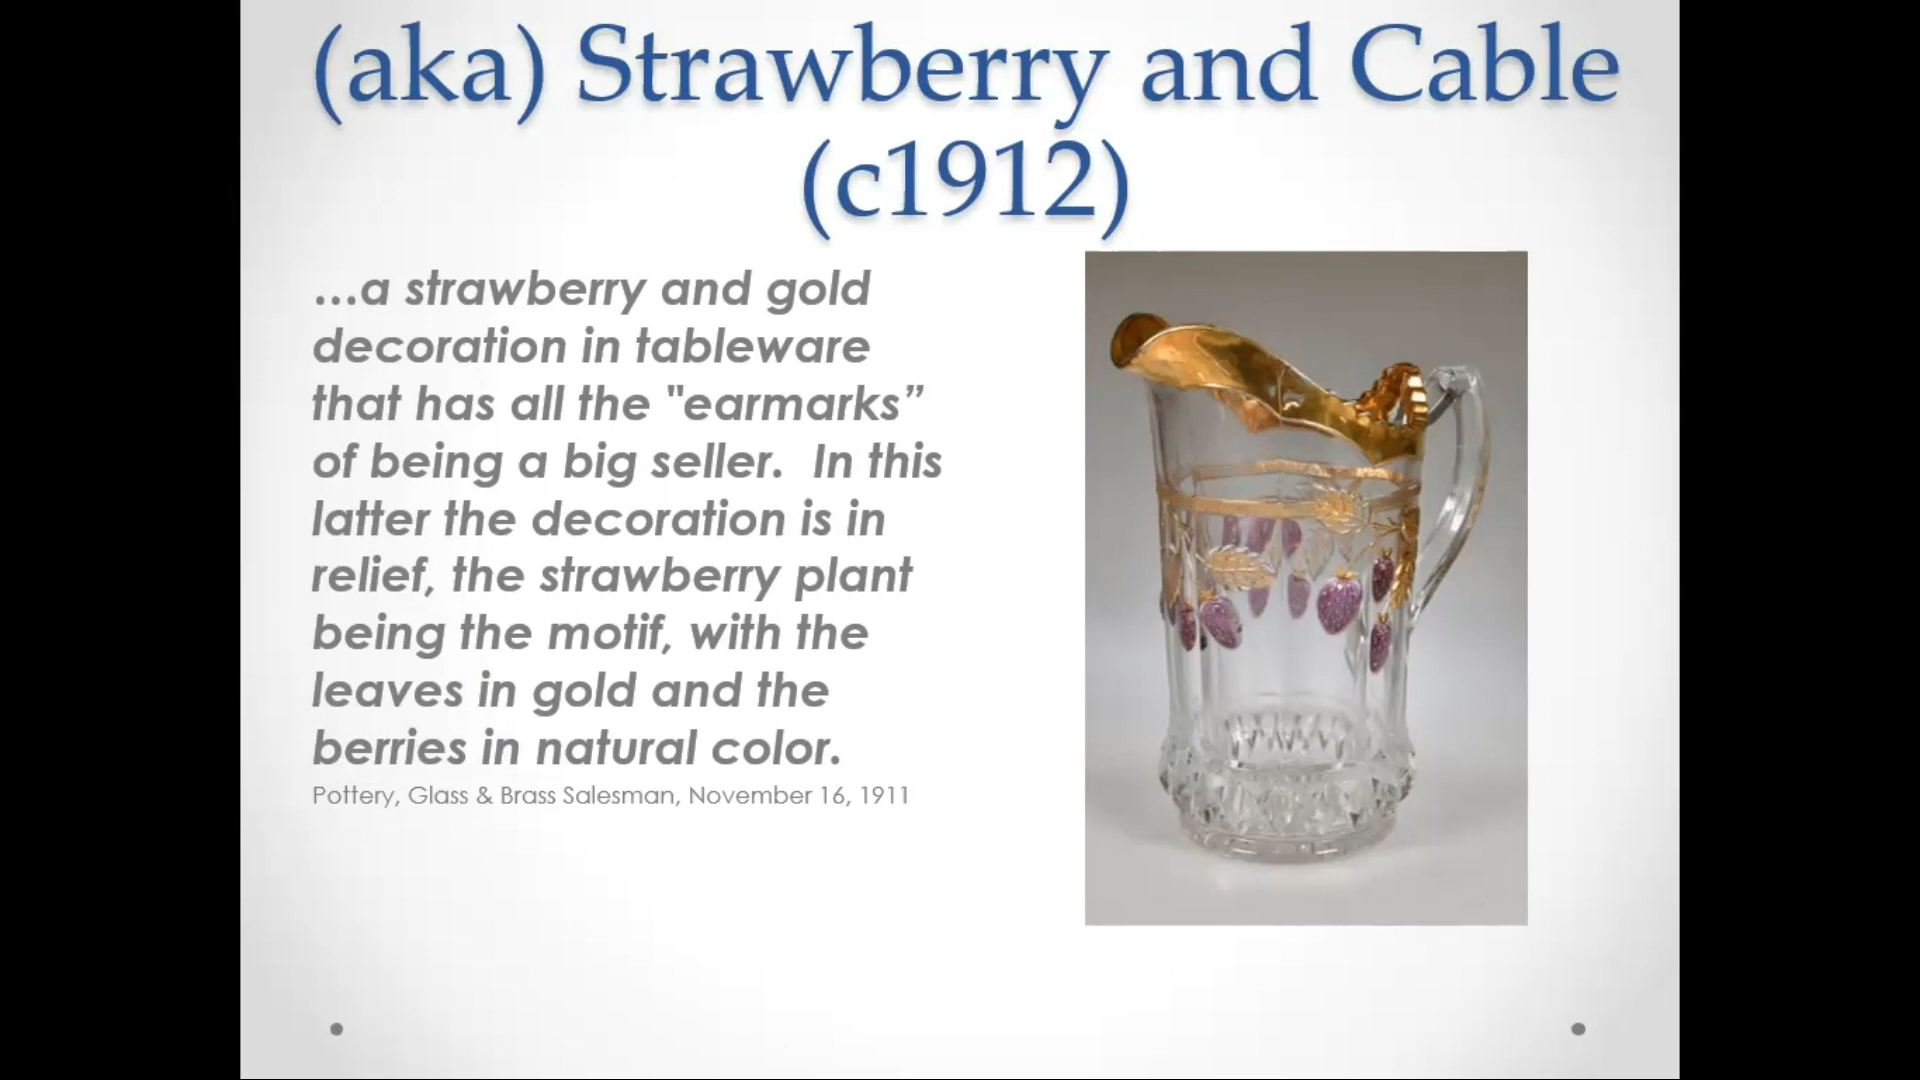 (aka) Strawberry and Cable
(c1912)
...a strawberry and gold
decoration in tableware
that has all the "earmarks”
of being a big seller.  In this
latter the decoration is in
relief, the strawberry plant
being the motif, with the
leaves in gold and the
berries in natural color.
Pottery, Glass & Brass Salesman, November 16, 1911